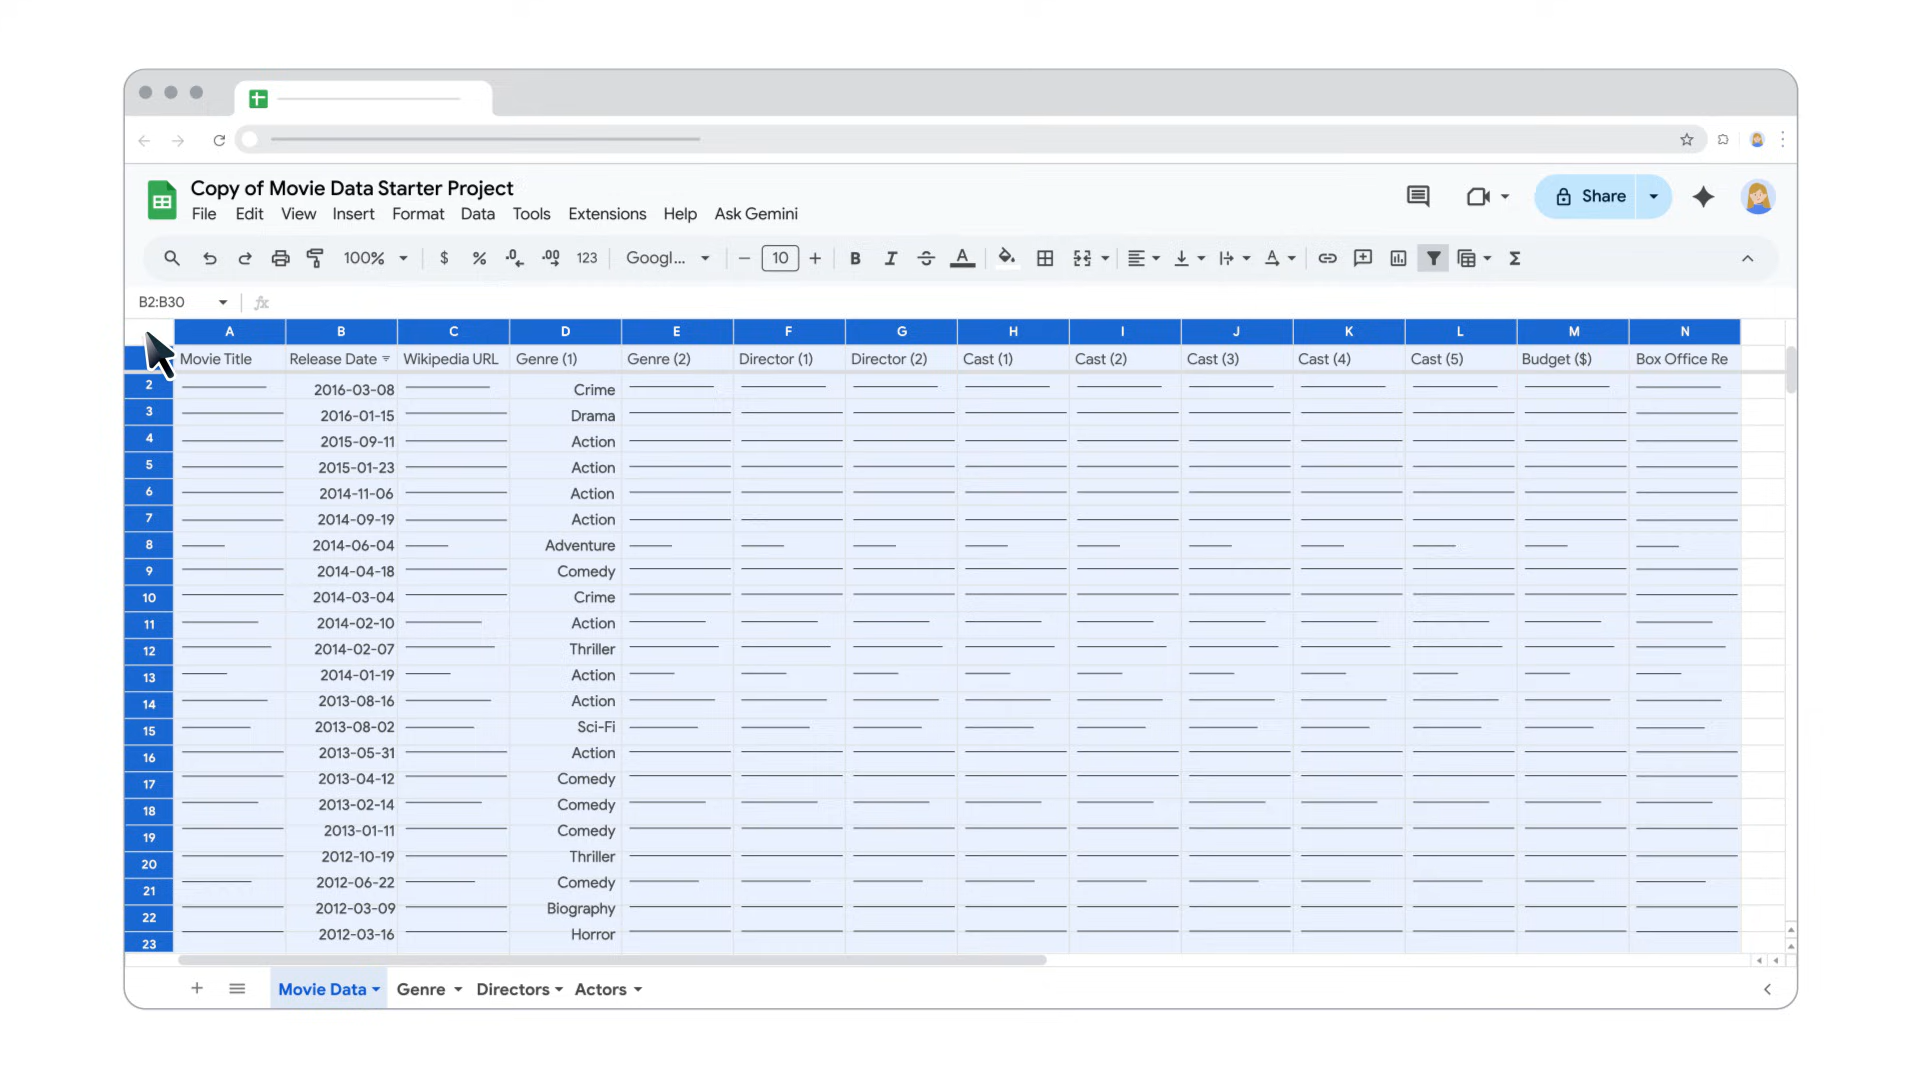 Copy of Movie Data Starter Project
File Edit View Insert Format Data Tools Extensions Help Ask Gemini
Share
100% $ % .0 .00 123 Googl... 10 B I A A Σ
B2:B30 fx
A B C D E F G H I J K L M N
Movie Title Release Date Wikipedia URL Genre (1) Genre (2) Director (1) Director (2) Cast (1) Cast (2) Cast (3) Cast (4) Cast (5) Budget ($) Box Office Re
2 2016-03-08 Crime
3 2016-01-15 Drama
4 2015-09-11 Action
5 2015-01-23 Action
6 2014-11-06 Action
7 2014-09-19 Action
8 2014-06-04 Adventure
9 2014-04-18 Comedy
10 2014-03-04 Crime
11 2014-02-10 Action
12 2014-02-07 Thriller
13 2014-01-19 Action
14 2013-08-16 Action
15 2013-08-02 Sci-Fi
16 2013-05-31 Action
17 2013-04-12 Comedy
18 2013-02-14 Comedy
19 2013-01-11 Comedy
20 2012-10-19 Thriller
21 2012-06-22 Comedy
22 2012-03-09 Biography
23 2012-03-16 Horror
Movie Data Genre Directors Actors